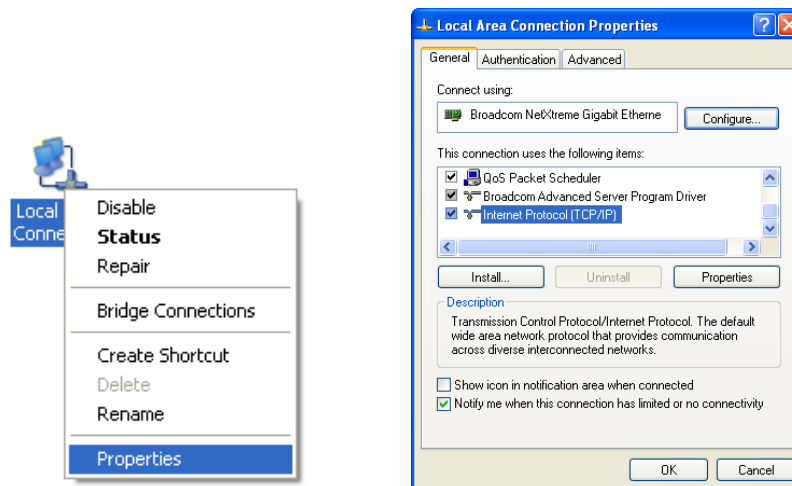 Local
Conne
Disable
Status
Repair
Bridge Connections
Create Shortcut
Delete
Rename
Properties
Local Area Connection Properties
General Authentication Advanced
Connect using:
Broadcom NetXtreme Gigabit Etherne
Configure...
This connection uses the following items:
QoS Packet Scheduler
Broadcom Advanced Server Program Driver
Internet Protocol (TCP/IP)
Install... Uninstall Properties
Description
Transmission Control Protocol/Internet Protocol. The default
wide area network protocol that provides communication
across diverse interconnected networks.
Show icon in notification area when connected
Notify me when this connection has limited or no connectivity
OK Cancel